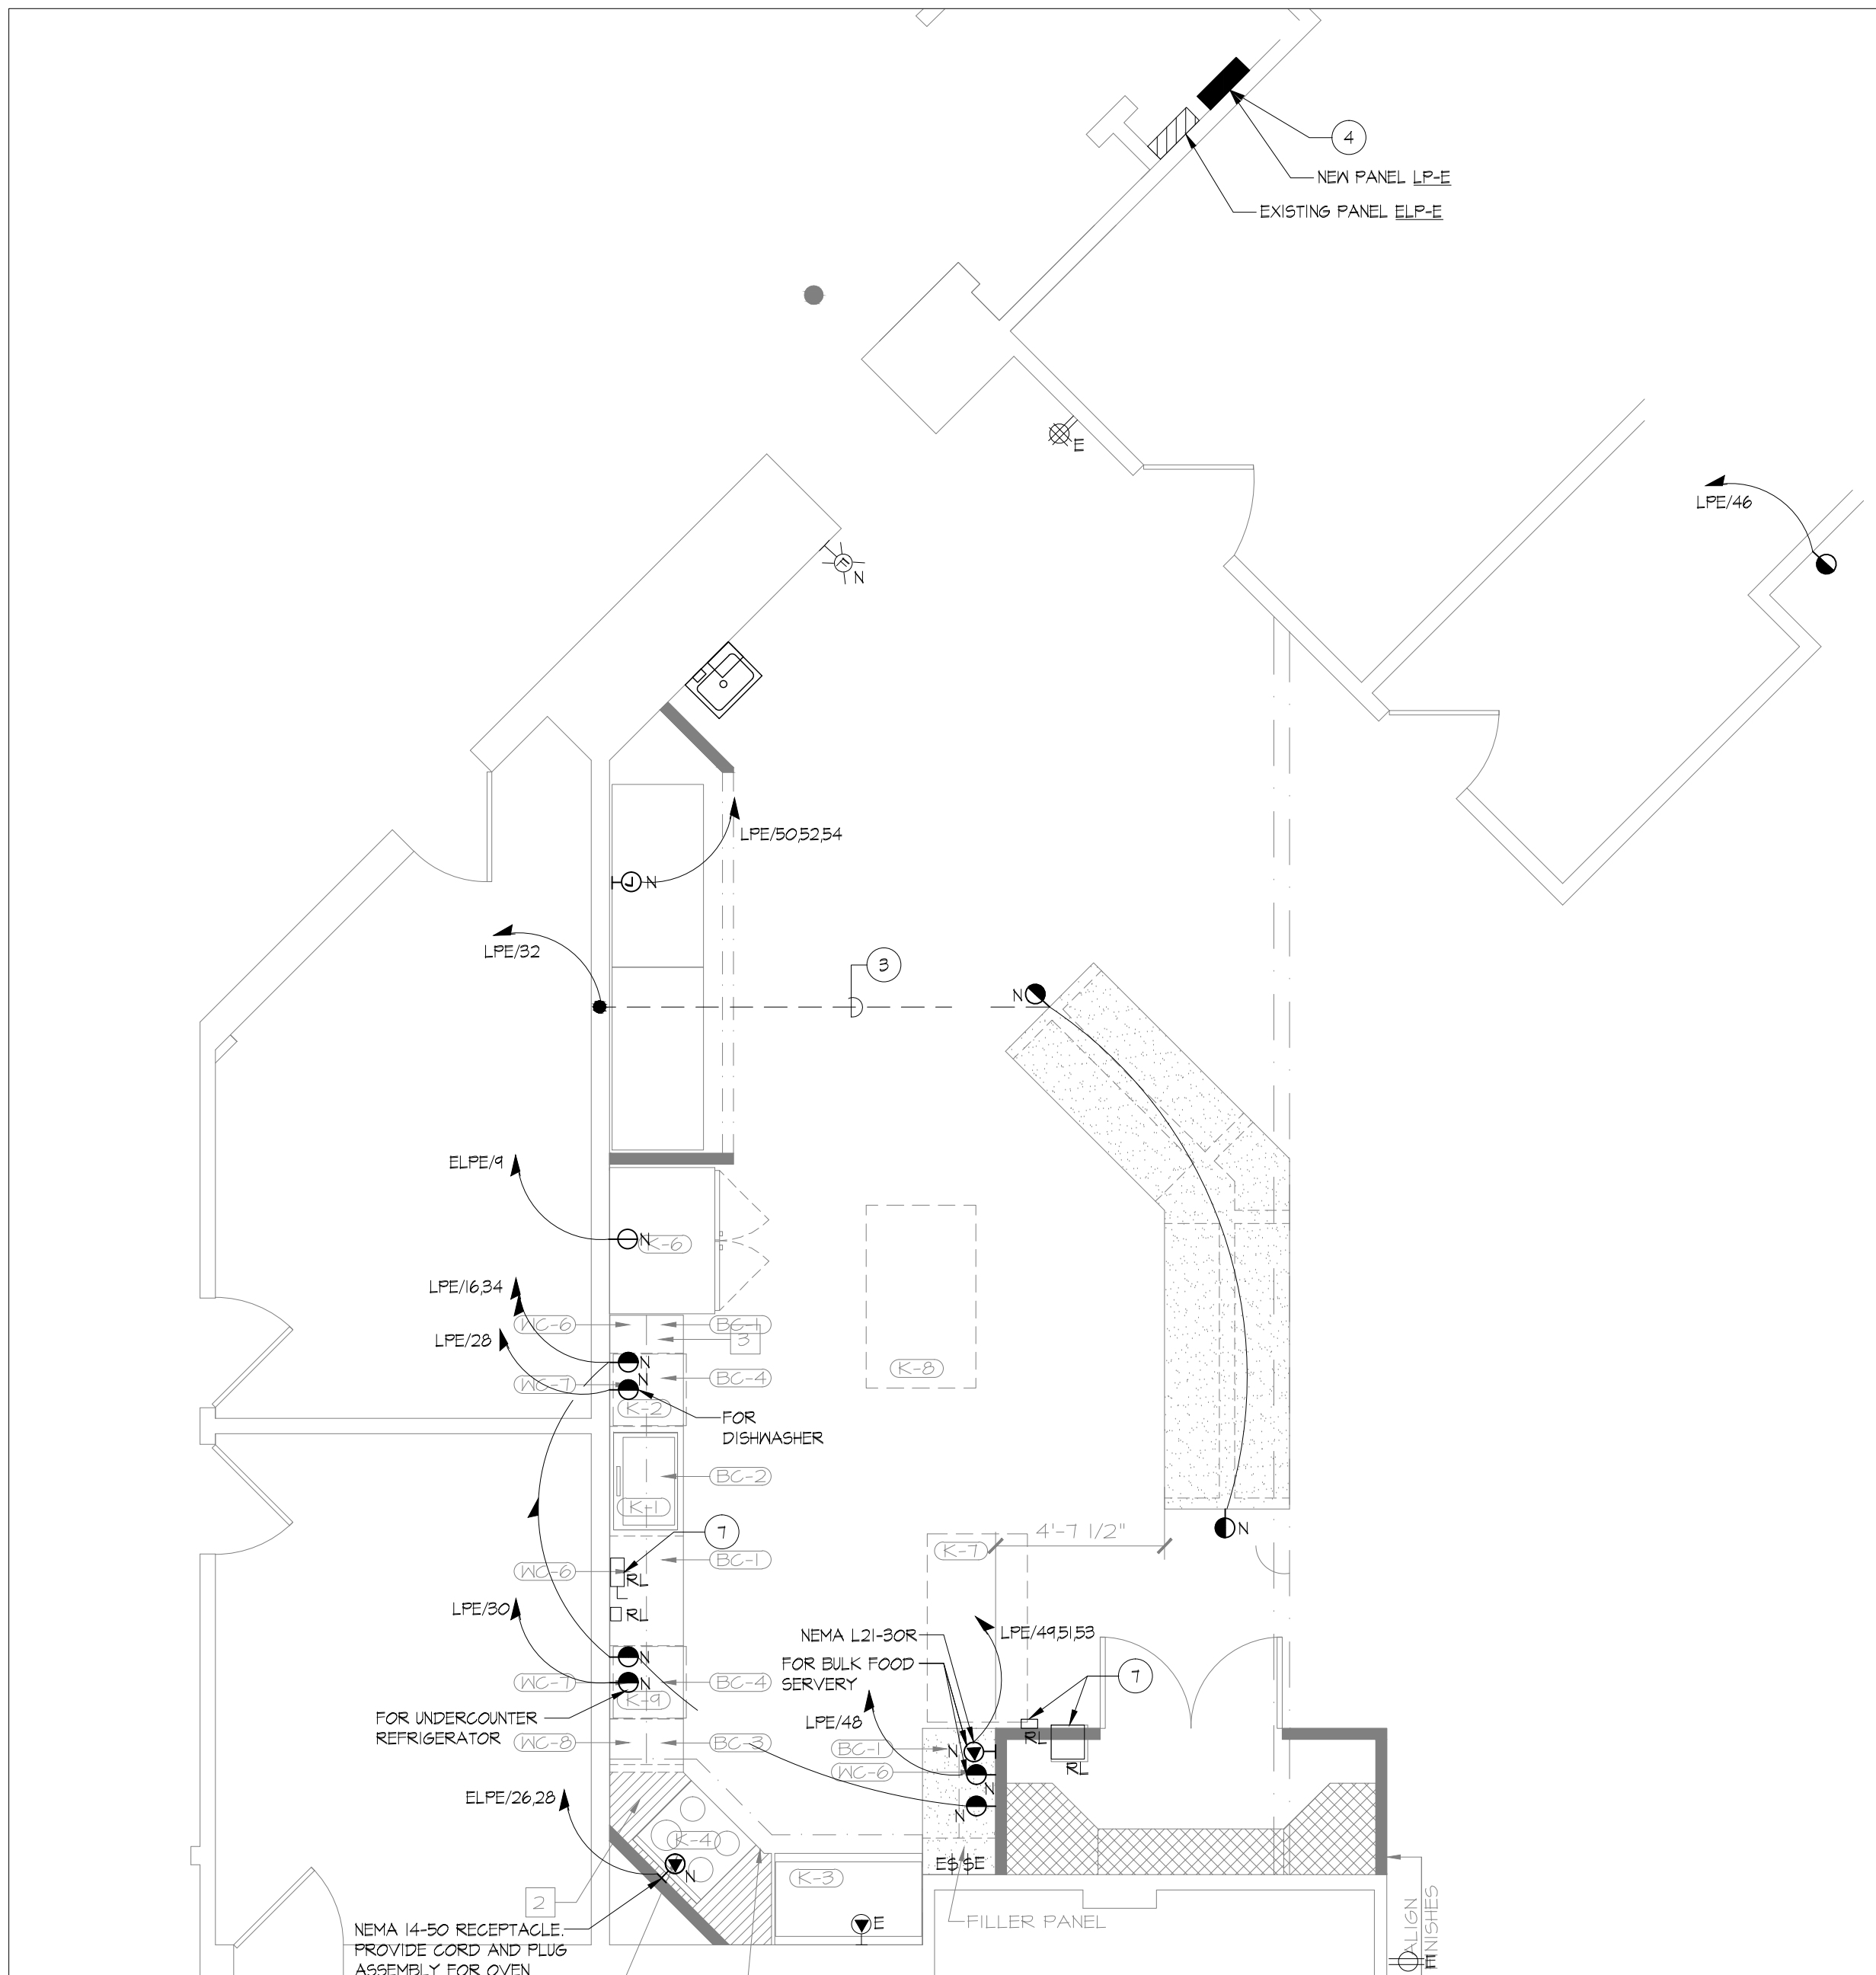 4
NEW PANEL LP-E
EXISTING PANEL ELP-E
E
LPE/46
N
LPE/50,52,54
N
LPE/32
3
N
ELPE/9
N
K-6
LPE/16,34
WC-6
BC-1
3
LPE/28
N
N
WC-7
BC-4
K-8
K-2
FOR
DISHWASHER
BC-2
K-1
7
4'-7 1/2"
N
K-7
BC-1
WC-6
RL
LPE/30
RL
NEMA L21-30R
LPE/49,51,53
N
FOR BULK FOOD
SERVERY
7
WC-7
N
BC-4
K-9
FOR UNDERCOUNTER
REFRIGERATOR
LPE/48
RL
WC-8
BC-3
BC-1
N
RL
WC-6
N
ELPE/26,28
N
K-4
E$ $E
N
K-3
2
NEMA 14-50 RECEPTACLE.
PROVIDE CORD AND PLUG
ASSEMBLY FOR OVEN
E
FILLER PANEL
ALIGN
FINISHES
E